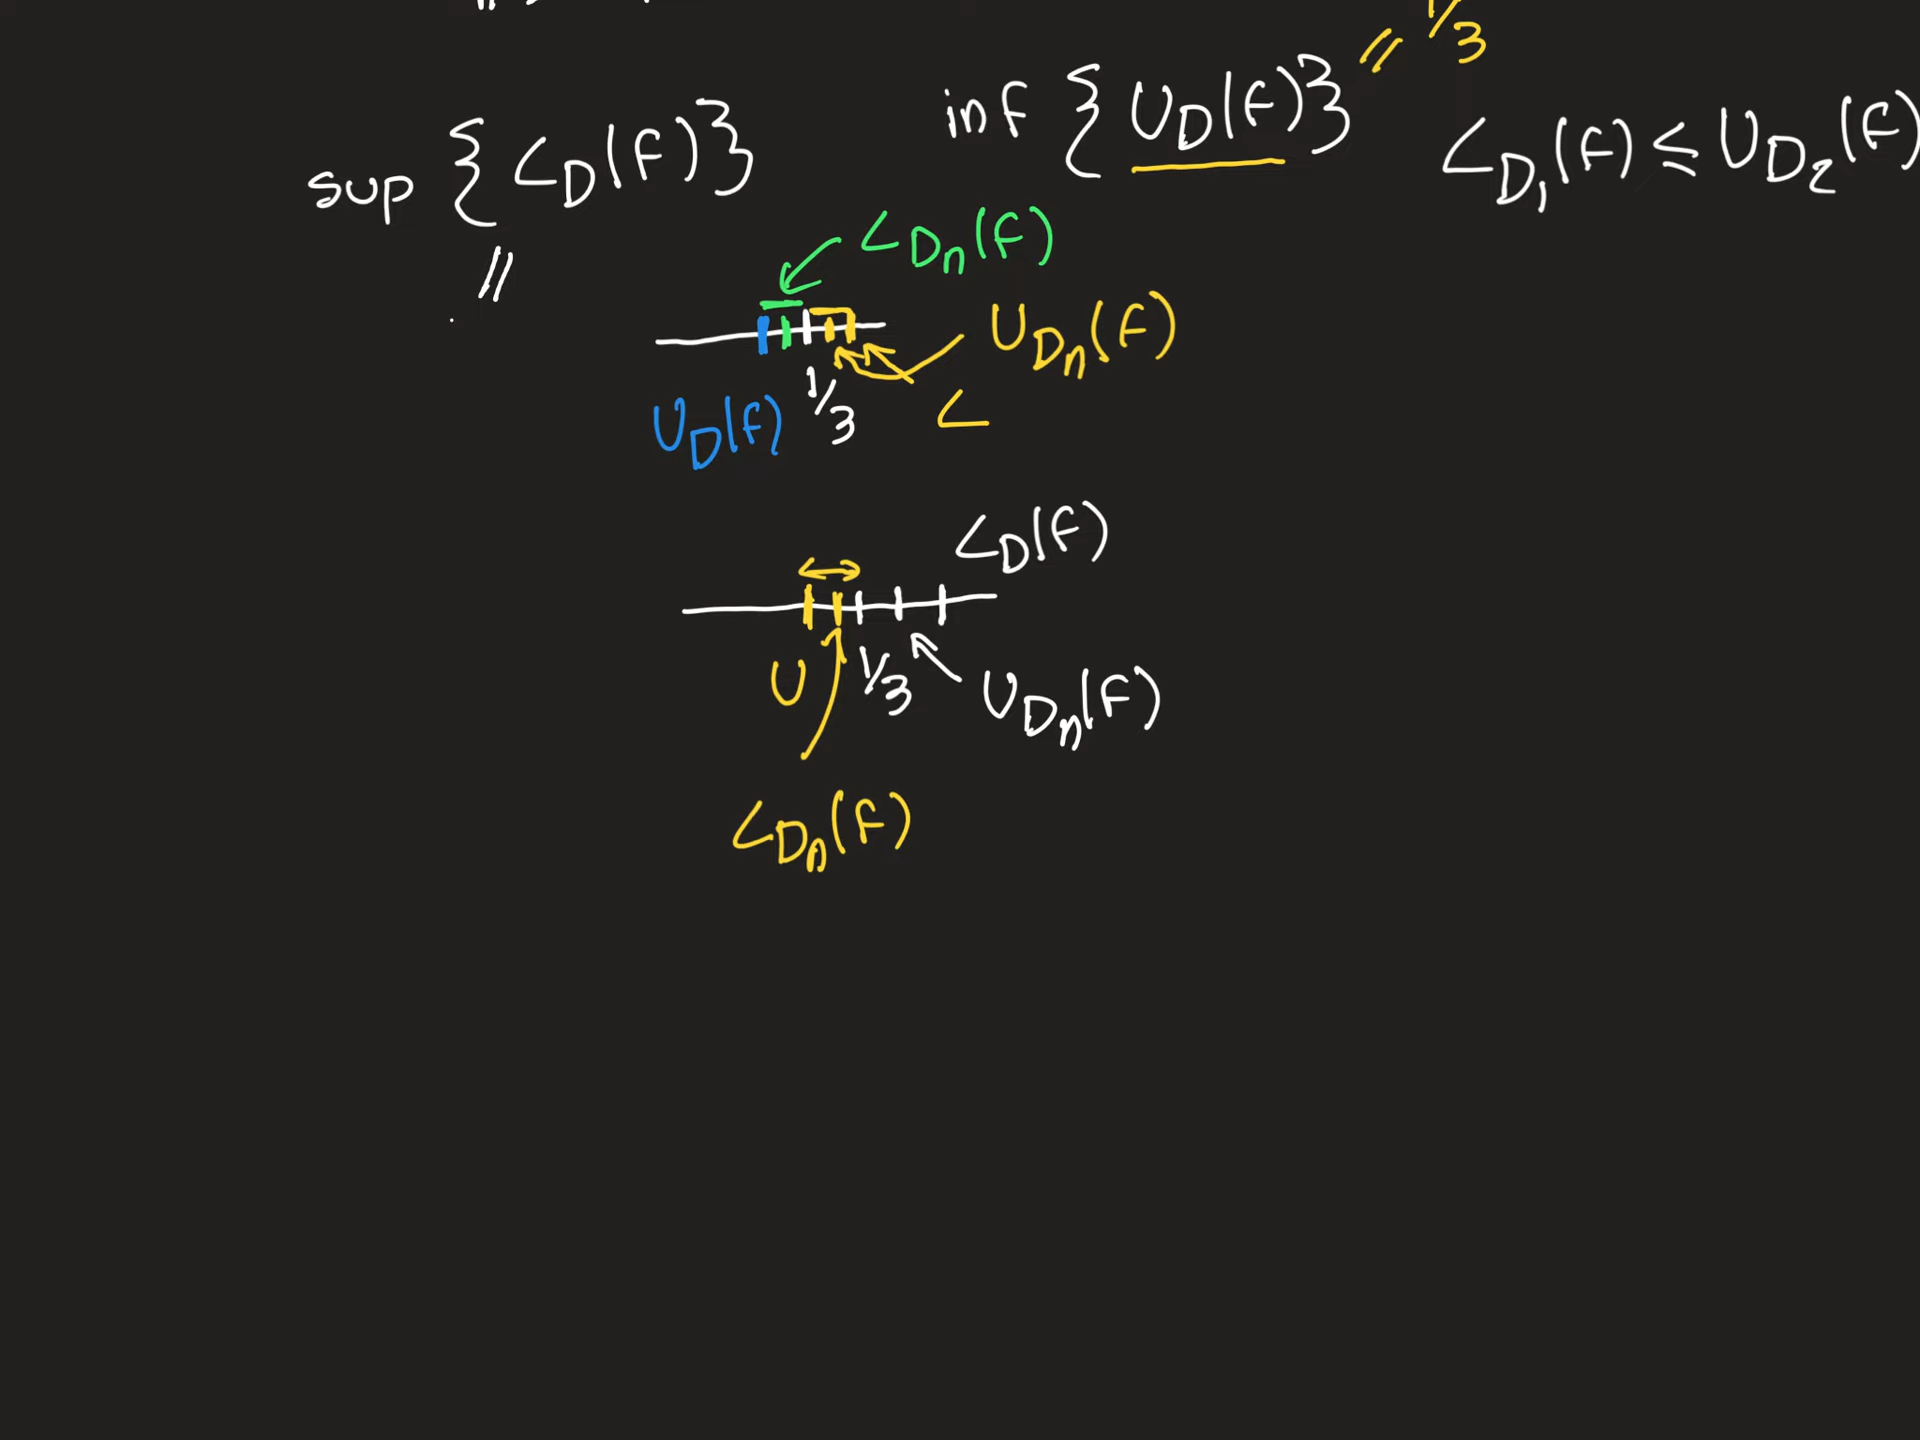 inf {U_D(f)} = 1/3
sup {L_D(f)} L_{D_1}(f) ≤ U_{D_2}(f)
=
L_{D_n}(f)
U_{D_n}(f)
U_D(f) 1/3 L
L_D(f)
U 1/3 U_{D_n}(f)
L_{D_n}(f)